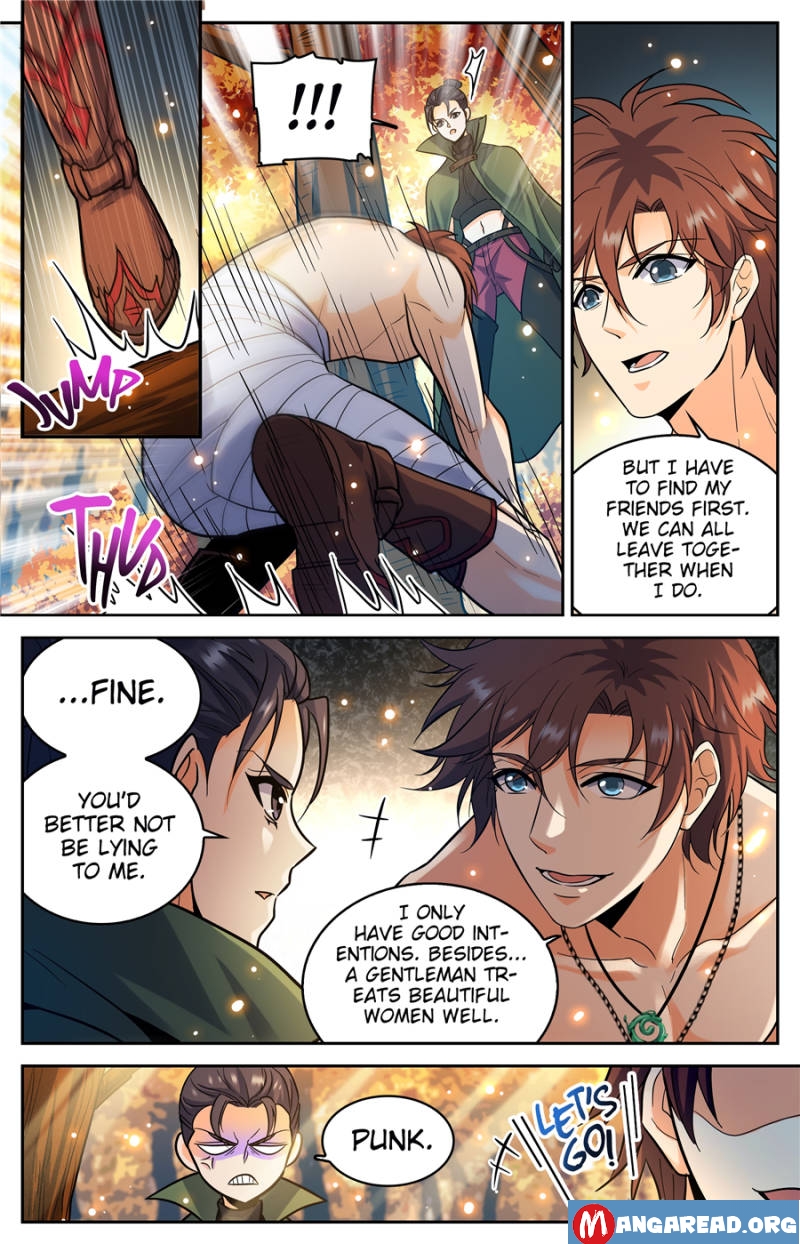 !!!
JUMP
THUD
BUT I HAVE
TO FIND MY
FRIENDS FIRST.
WE CAN ALL
LEAVE TOGE-
THER WHEN
I DO.
...FINE.
YOU'D
BETTER NOT
BE LYING
TO ME.
I ONLY
HAVE GOOD INT-
ENTIONS. BESIDES...
A GENTLEMAN TR-
EATS BEAUTIFUL
WOMEN WELL.
PUNK.
LET'S
GO!
MANGAREAD.ORG